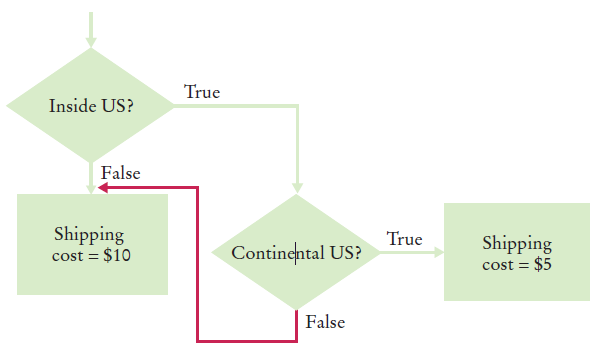 Inside US?
True
False
Shipping
cost = $10
Continental US?
True
Shipping
cost = $5
False